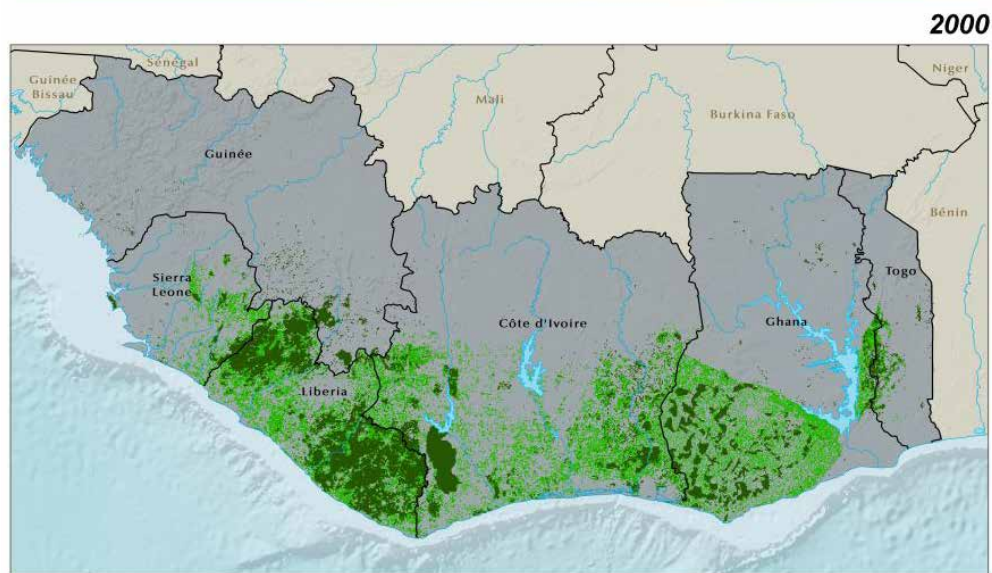 2000
Sénégal
Guinée
Bissau
Niger
Mali
Burkina Faso
Guinée
Bénin
Sierra
Leone
Togo
Côte d'Ivoire
Ghana
Liberia